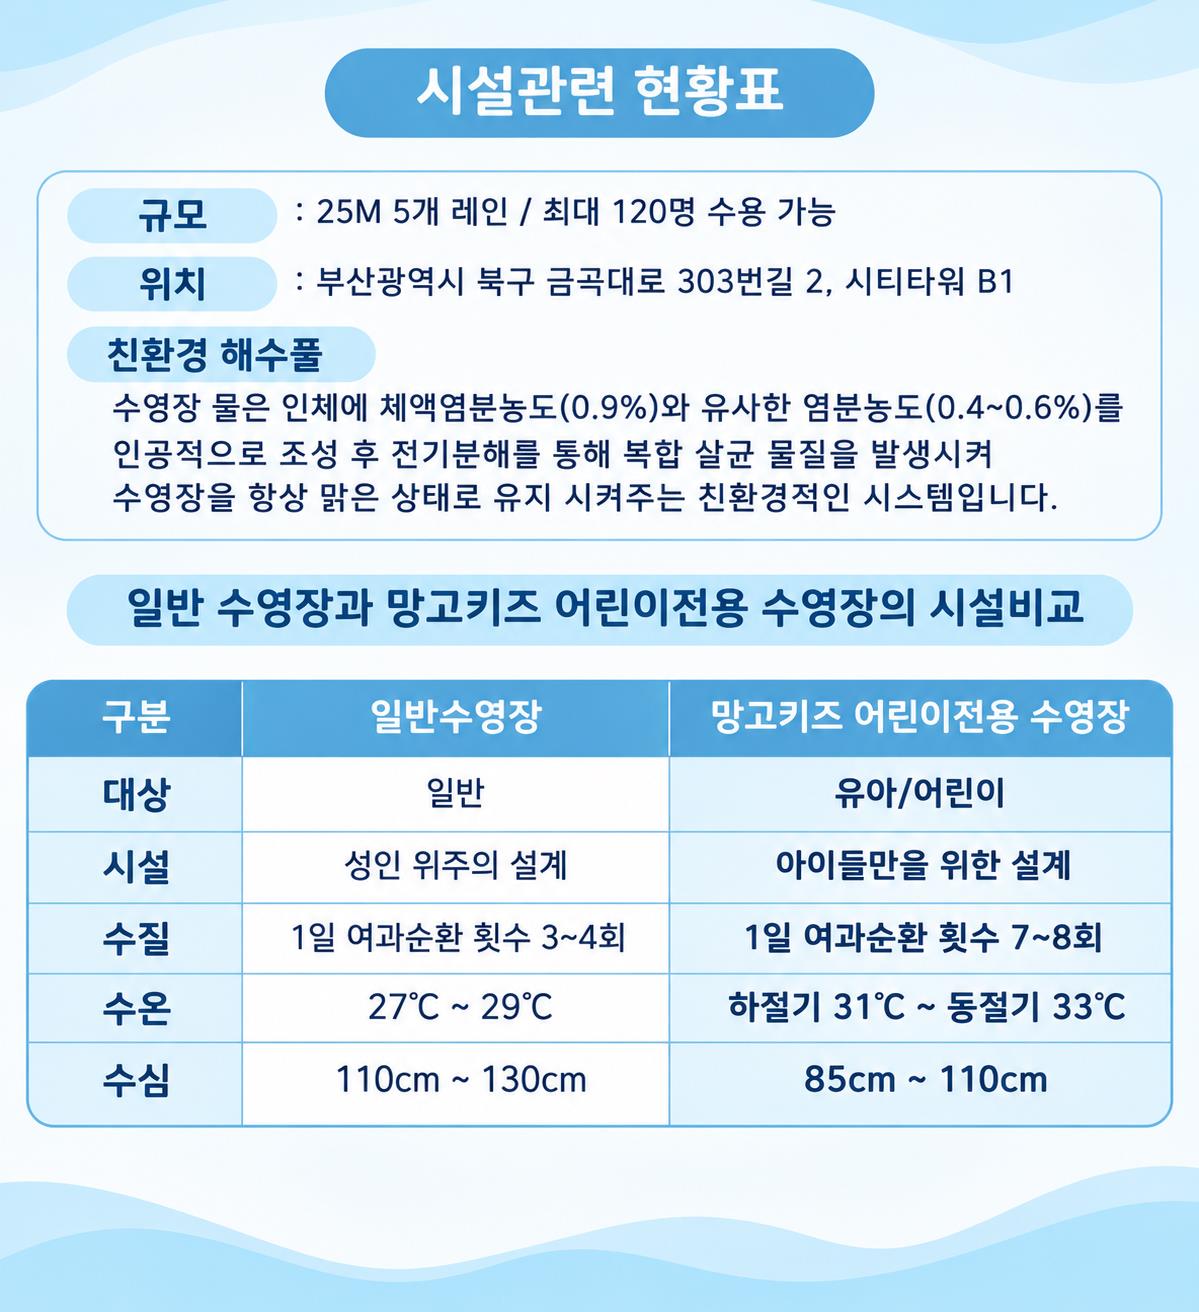 시설관련 현황표
규모 : 25M 5개 레인 / 최대 120명 수용 가능
위치 : 부산광역시 북구 금곡대로 303번길 2, 시티타워 B1
친환경 해수풀
수영장 물은 인체에 체액염분농도(0.9%)와 유사한 염분농도(0.4~0.6%)를
인공적으로 조성 후 전기분해를 통해 복합 살균 물질을 발생시켜
수영장을 항상 맑은 상태로 유지 시켜주는 친환경적인 시스템입니다.
일반 수영장과 망고키즈 어린이전용 수영장의 시설비교
구분 일반수영장 망고키즈 어린이전용 수영장
대상 일반 유아/어린이
시설 성인 위주의 설계 아이들만을 위한 설계
수질 1일 여과순환 횟수 3~4회 1일 여과순환 횟수 7~8회
수온 27℃ ~ 29℃ 하절기 31℃ ~ 동절기 33℃
수심 110cm ~ 130cm 85cm ~ 110cm